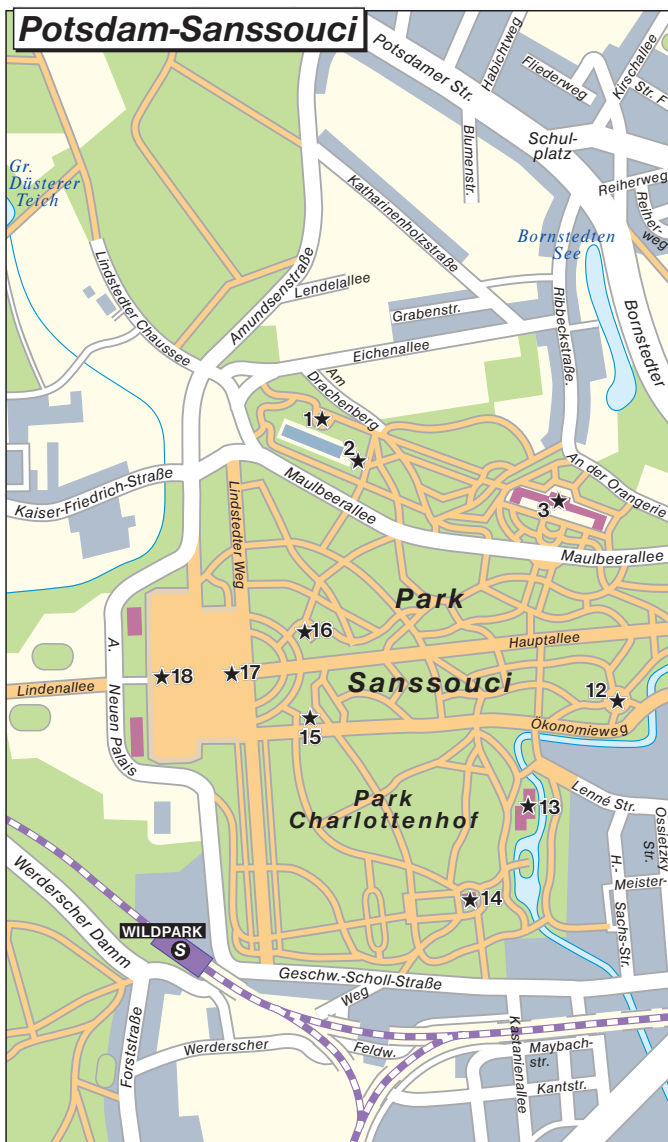 Potsdam-Sanssouci
Potsdamer Str.
Habichtweg
Fliederweg
Kirschallee
Str. F
Blumenstr.
Schul-
platz
Gr.
Düsterer
Teich
Katharinenholzstraße
Reiherweg
Reiher-
weg
Bornstedten
See
Lindstedter Chaussee
Amundsenstraße
Lendelallee
Grabenstr.
Ribbeckstraße.
Bornstedter
Eichenallee
Am
Drachenberg
1
2
3
An der Orangerie
Kaiser-Friedrich-Straße
Maulbeerallee
Lindstedter Weg
Maulbeerallee
Park
16
Hauptallee
A.
Neuen Palais
18
17
Sanssouci
12
Lindenallee
15
Ökonomieweg
Park
Charlottenhof
13
Lenné Str.
Ossietzky
Str.
H.-
Sachs-Str.
Meister-
14
Werderscher Damm
WILDPARK
S
Geschw.-Scholl-Straße
Weg
Forststraße
Werderscher
Feldw.
Kastanienallee
Maybach-
str.
Kantstr.